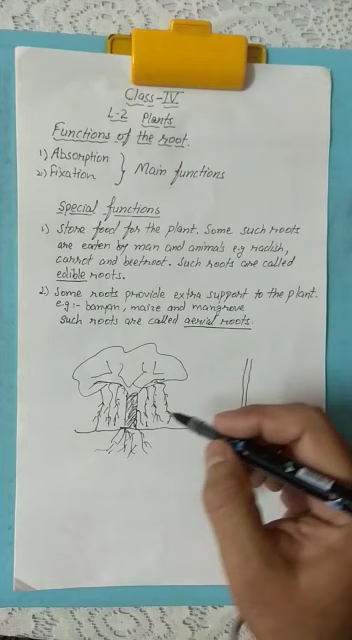 Class-IV
L-2 Plants
Functions of the root.
1) Absorption
2) Fixation } Main functions
Special functions
1) Store food for the plant. Some such roots
are eaten by man and animals e.g radish,
carrot and beetroot. Such roots are called
edible roots.
2) Some roots provide extra support to the plant.
e.g:- banyan, maize and mangrove
Such roots are called aerial roots.